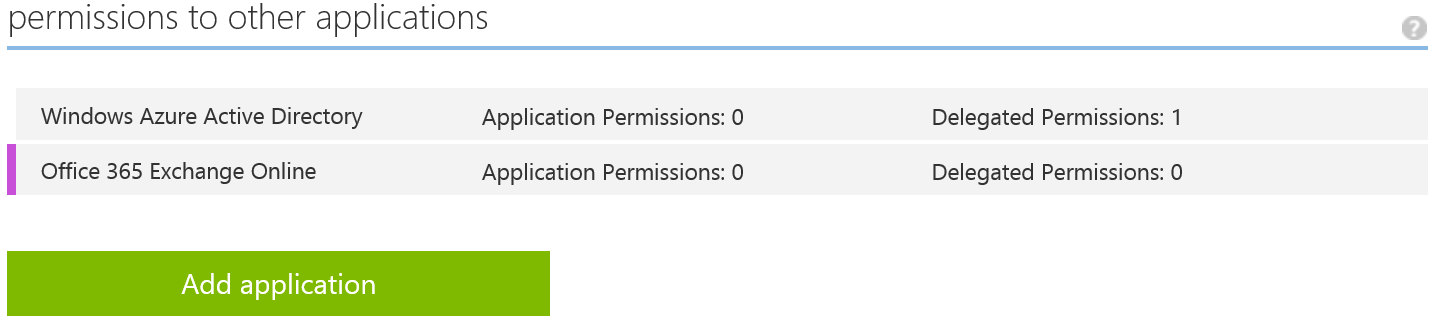 permissions to other applications
?
Windows Azure Active Directory Application Permissions: 0 Delegated Permissions: 1
Office 365 Exchange Online Application Permissions: 0 Delegated Permissions: 0
Add application